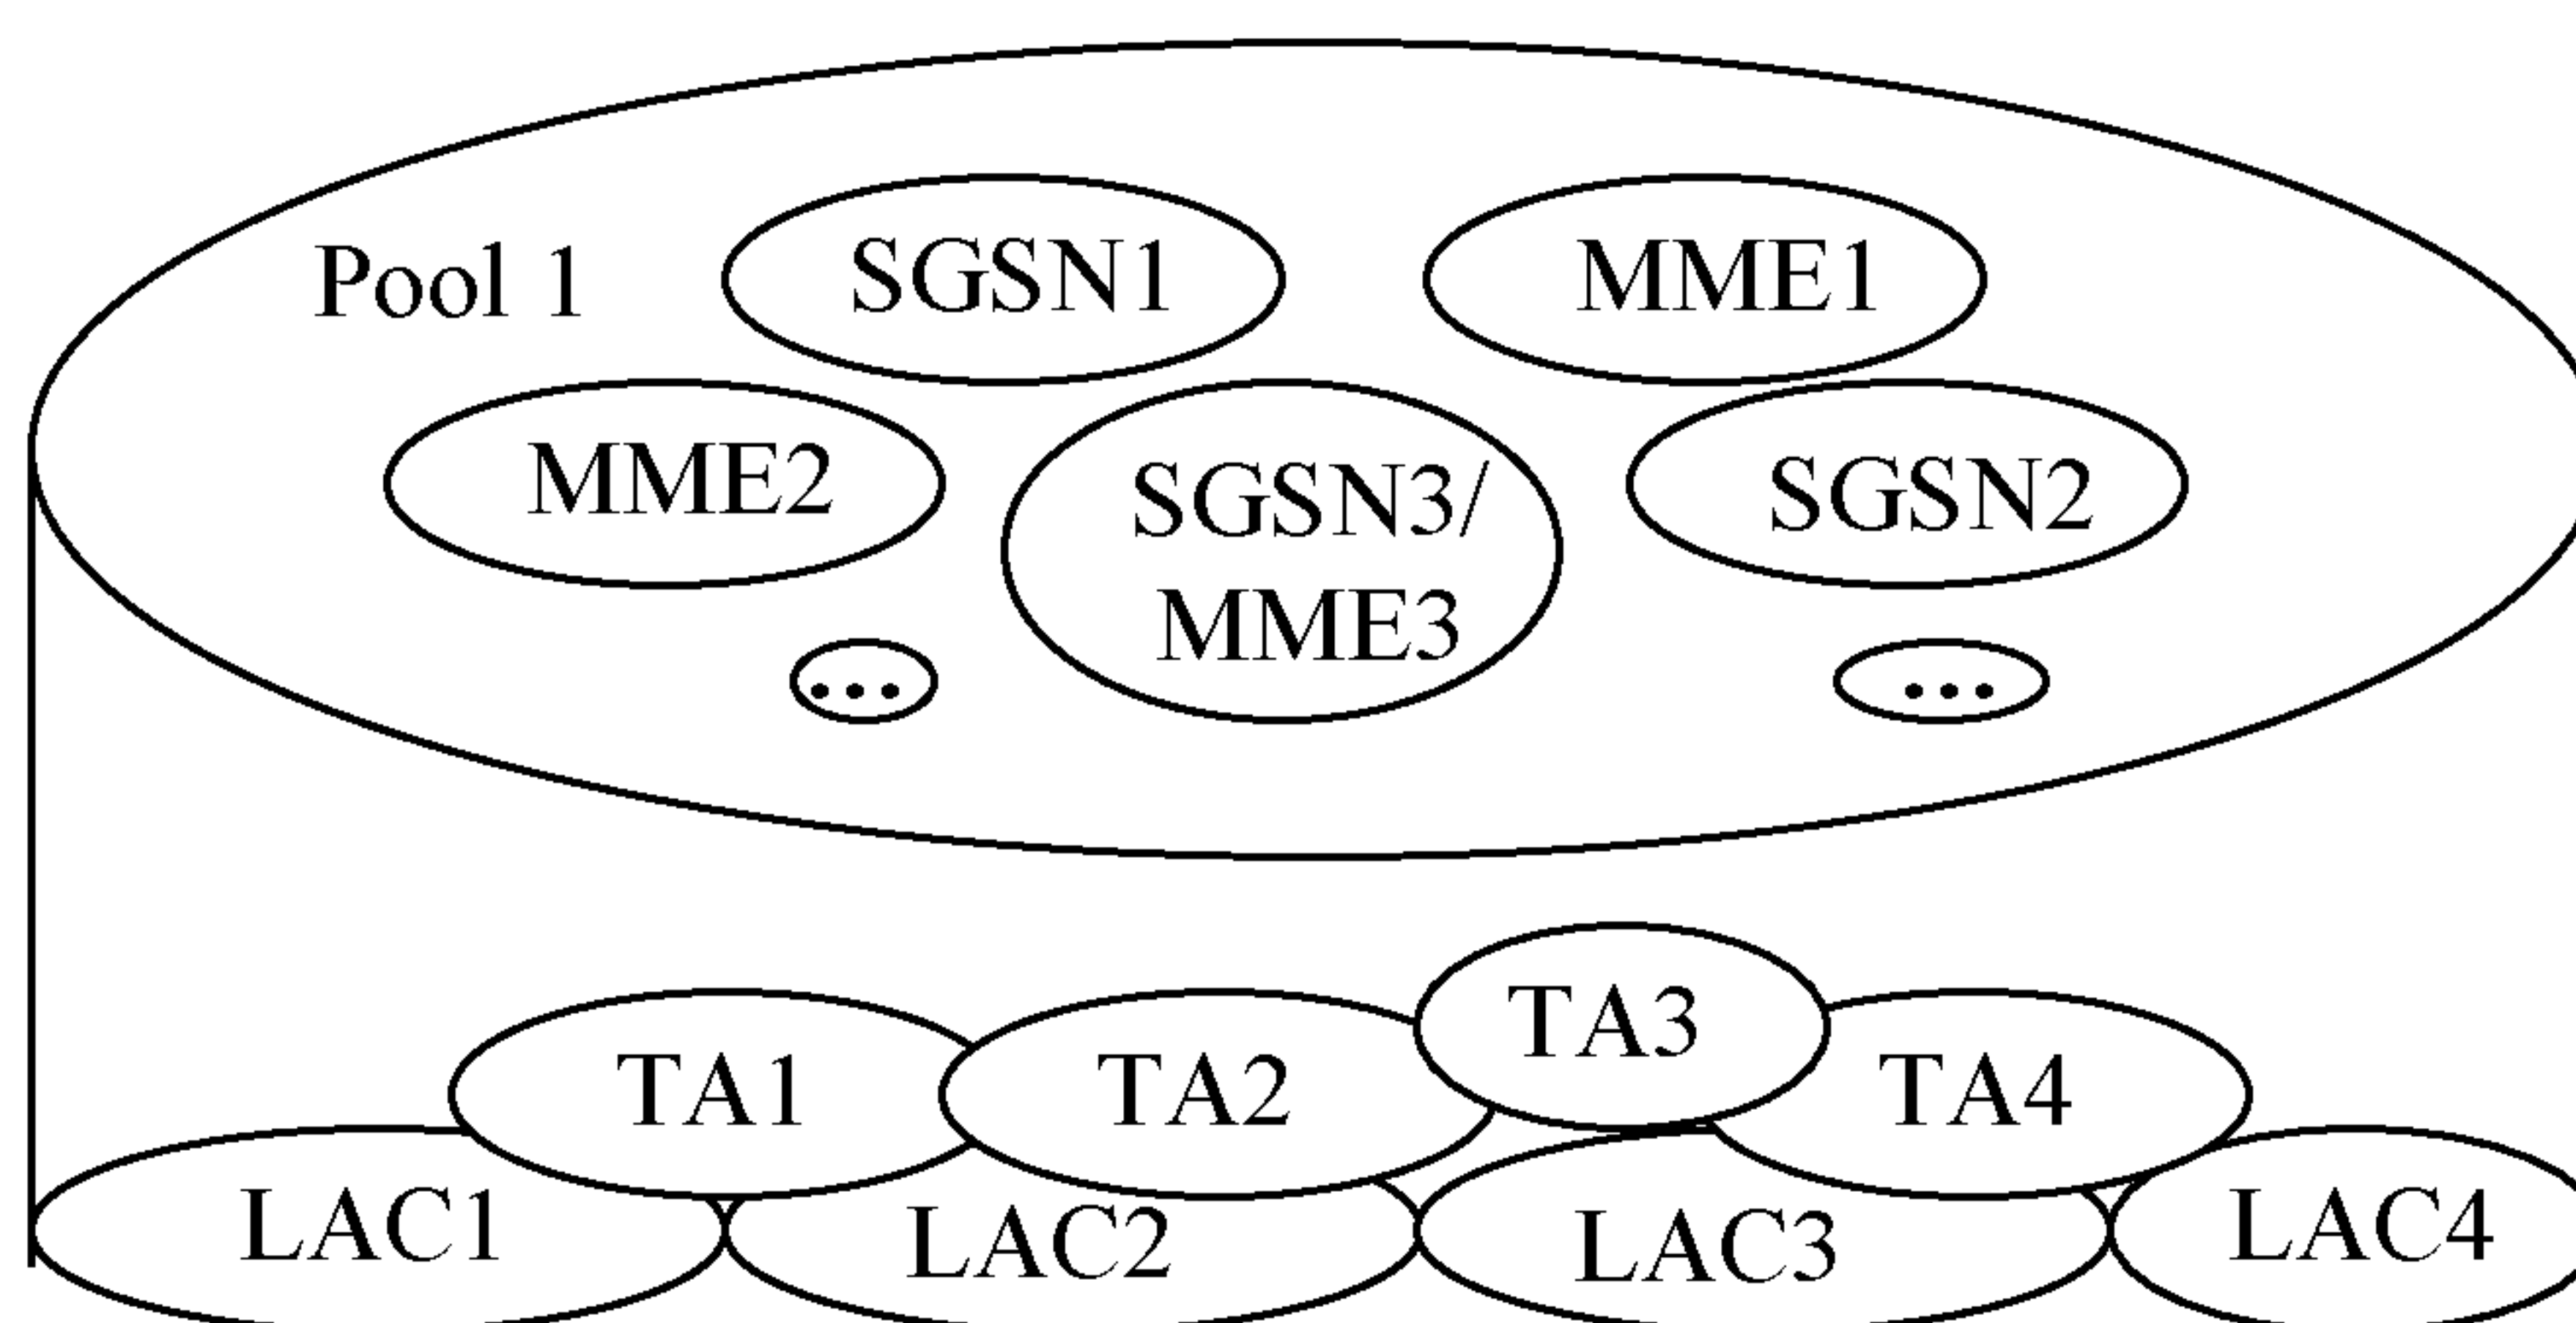 Pool 1
SGSN1
MME1
MME2
SGSN3/
MME3
SGSN2
...
...
TA1
TA2
TA3
TA4
LAC1
LAC2
LAC3
LAC4